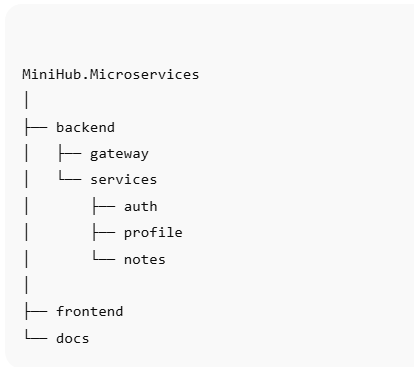 MiniHub.Microservices
│
├── backend
│   ├── gateway
│   └── services
│       ├── auth
│       ├── profile
│       └── notes
│
├── frontend
└── docs